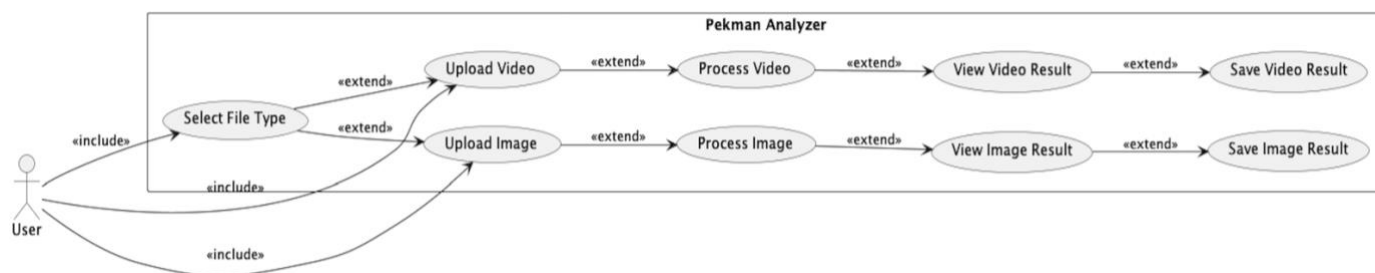 Pekman Analyzer
«extend»
Upload Video
«extend»
Process Video
«extend»
View Video Result
«extend»
Save Video Result
Select File Type
«extend»
Upload Image
«extend»
Process Image
«extend»
View Image Result
«extend»
Save Image Result
«include»
«include»
User
«include»